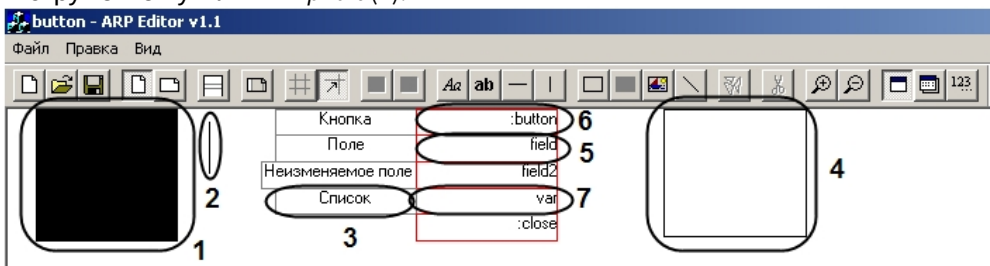 button - ARP Editor v1.1
Файл Правка Вид
Aa ab 123
Кнопка :button 6
Поле field 5
Неизменяемое поле field2
Список var 7
:close
1
2
3
4